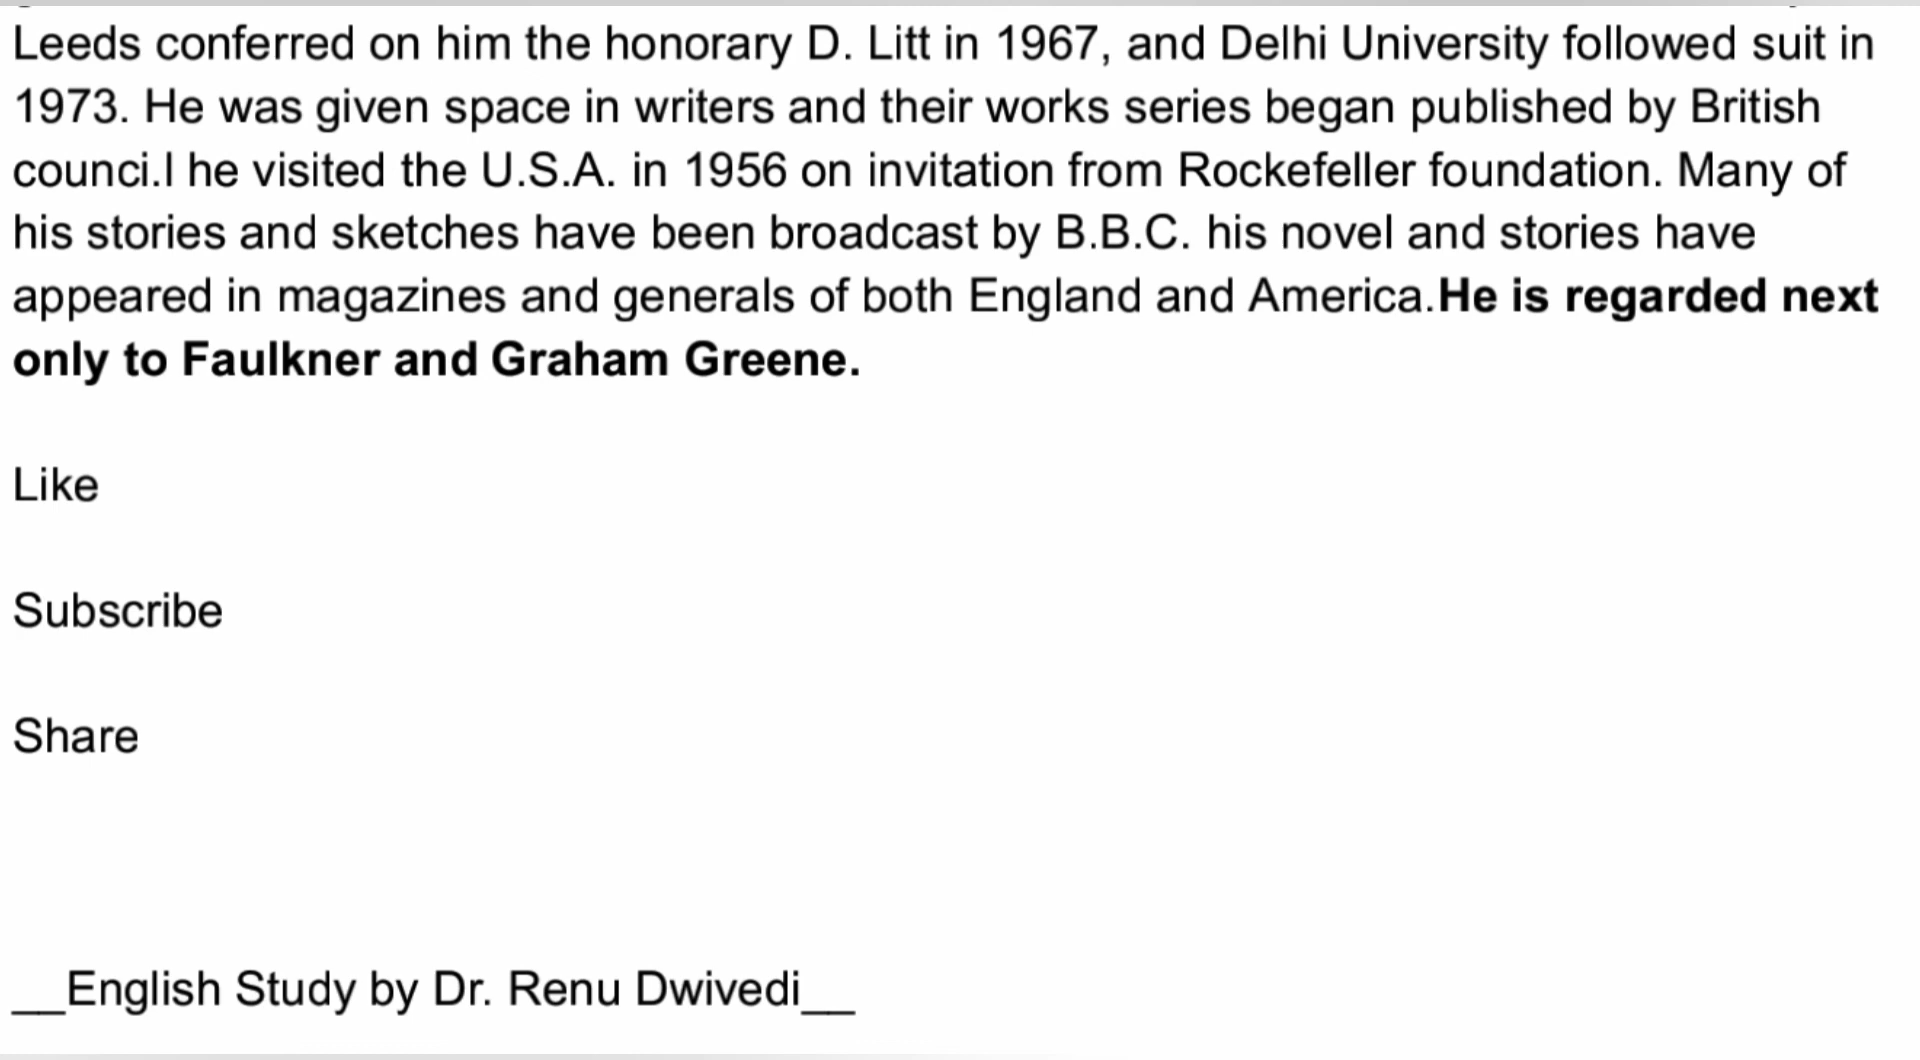 Leeds conferred on him the honorary D. Litt in 1967, and Delhi University followed suit in
1973. He was given space in writers and their works series began published by British
counci.l he visited the U.S.A. in 1956 on invitation from Rockefeller foundation. Many of
his stories and sketches have been broadcast by B.B.C. his novel and stories have
appeared in magazines and generals of both England and America.He is regarded next
only to Faulkner and Graham Greene.
Like
Subscribe
Share
__English Study by Dr. Renu Dwivedi__